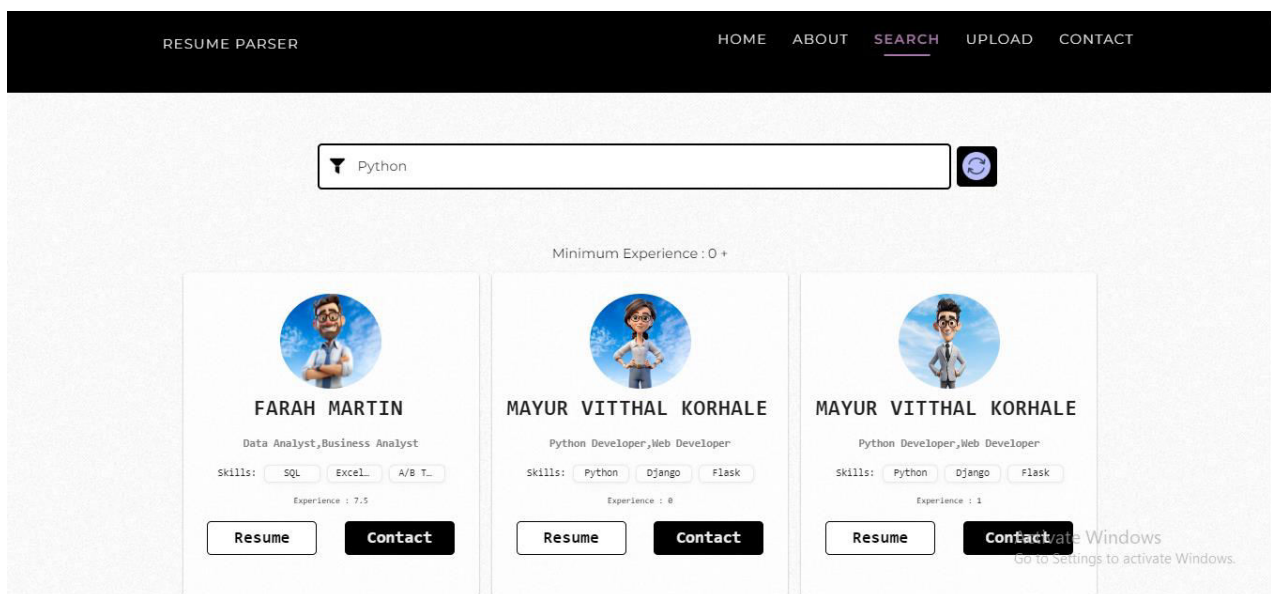 RESUME PARSER
HOME ABOUT SEARCH UPLOAD CONTACT
Python
Minimum Experience : 0 +
FARAH MARTIN
Data Analyst,Business Analyst
Skills: SQL Excel… A/B T…
Experience : 7.5
Resume Contact
MAYUR VITTHAL KORHALE
Python Developer,Web Developer
Skills: Python Django Flask
Experience : 0
Resume Contact
MAYUR VITTHAL KORHALE
Python Developer,Web Developer
Skills: Python Django Flask
Experience : 1
Resume Contact
Activate Windows
Go to Settings to activate Windows.